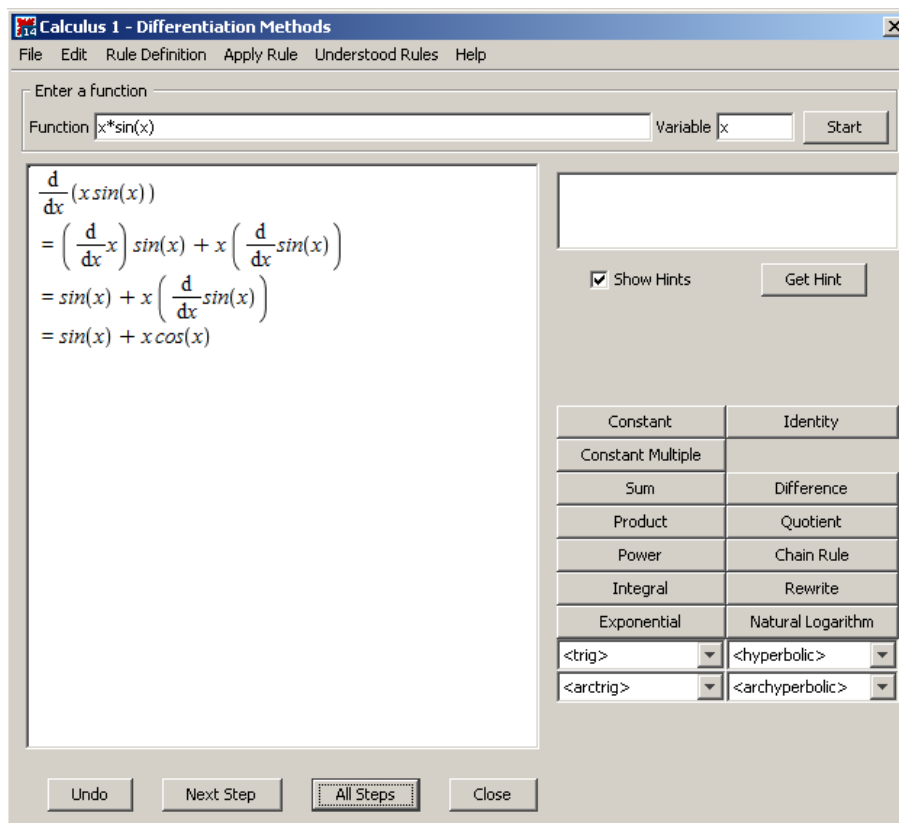 14 Calculus 1 - Differentiation Methods X
File Edit Rule Definition Apply Rule Understood Rules Help
Enter a function
Function x*sin(x) Variable x Start
d/dx (x sin(x))
= (d/dx x) sin(x) + x (d/dx sin(x))
= sin(x) + x (d/dx sin(x))
= sin(x) + x cos(x)
Show Hints Get Hint
Constant Identity
Constant Multiple
Sum Difference
Product Quotient
Power Chain Rule
Integral Rewrite
Exponential Natural Logarithm
<trig> <hyperbolic>
<arctrig> <archyperbolic>
Undo Next Step All Steps Close